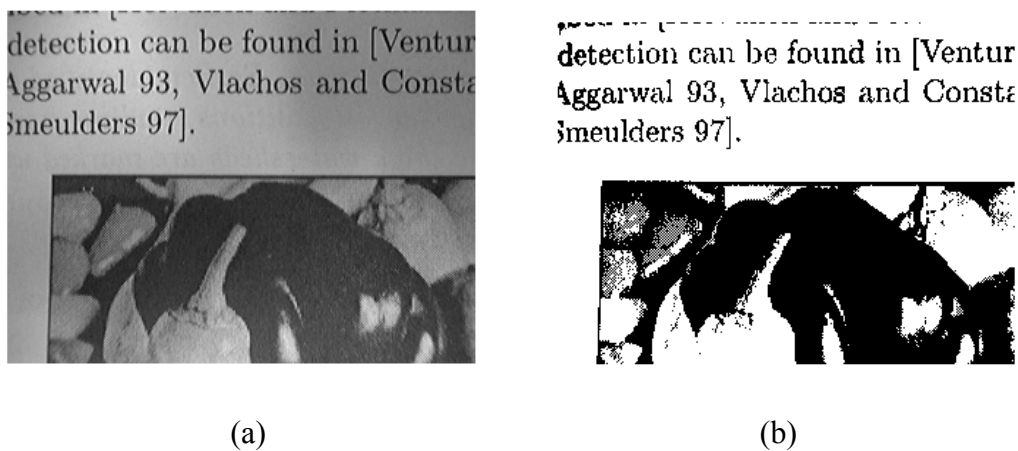 detection can be found in [Ventur
Aggarwal 93, Vlachos and Consta
Smeulders 97].
detection can be found in [Ventur
Aggarwal 93, Vlachos and Consta
Smeulders 97].
(a)
(b)